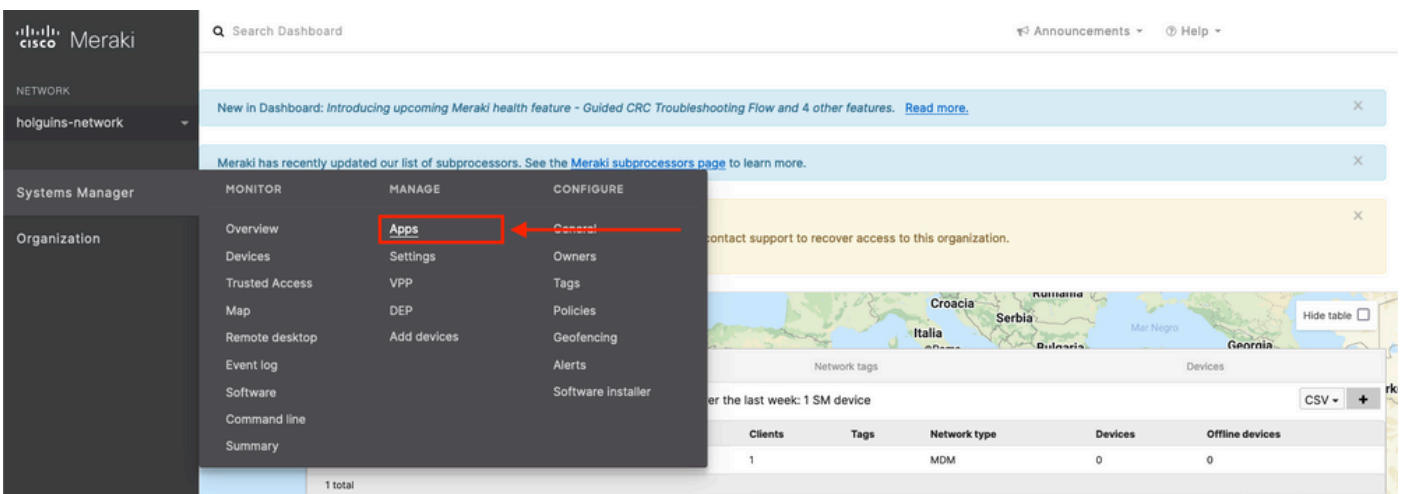 cisco Meraki
Search Dashboard
Announcements
Help
NETWORK
holguins-network
New in Dashboard: Introducing upcoming Meraki health feature - Guided CRC Troubleshooting Flow and 4 other features. Read more.
Meraki has recently updated our list of subprocessors. See the Meraki subprocessors page to learn more.
Systems Manager
Organization
MONITOR
Overview
Devices
Trusted Access
Map
Remote desktop
Event log
Software
Command line
Summary
MANAGE
Apps
Settings
VPP
DEP
Add devices
CONFIGURE
General
Owners
Tags
Policies
Geofencing
Alerts
Software installer
contact support to recover access to this organization.
Croacia
Rumania
Serbia
Italia
Mar Negro
Bulgaria
Georgia
Hide table
Network tags
Devices
er the last week: 1 SM device
CSV
+
Clients Tags Network type Devices Offline devices
1 MDM 0 0
1 total